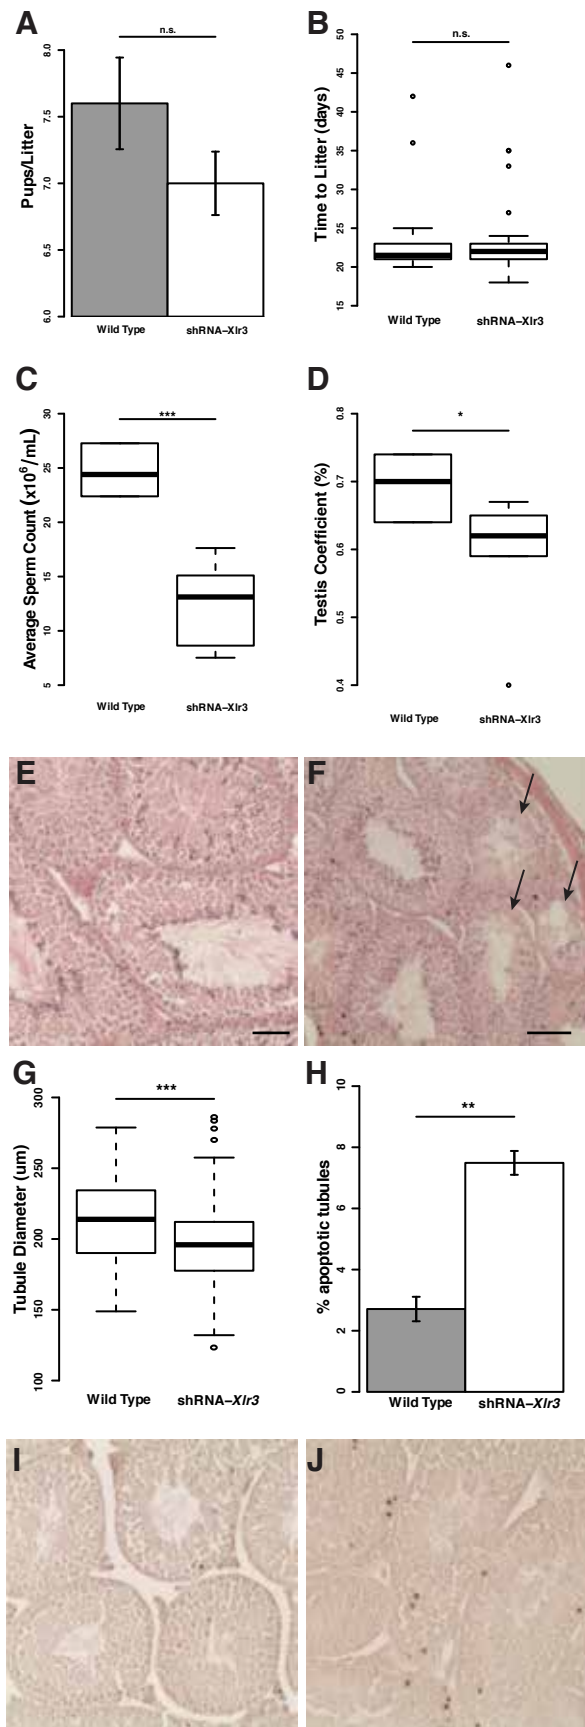 A
n.s.
Pups/Litter
8.0
7.5
7.0
6.5
6.0
Wild Type
shRNA–Xlr3
B
n.s.
Time to Litter (days)
50
45
40
35
30
25
20
15
Wild Type
shRNA–Xlr3
C
***
Average Sperm Count (x10⁶/mL)
30
25
20
15
10
5
Wild Type
shRNA–Xlr3
D
*
Testis Coefficient (%)
0.8
0.7
0.6
0.5
0.4
Wild Type
shRNA–Xlr3
E
F
G
***
Tubule Diameter (um)
300
250
200
150
100
Wild Type
shRNA–Xlr3
H
**
% apoptotic tubules
10
8
6
4
2
0
Wild Type
shRNA–Xlr3
I
J